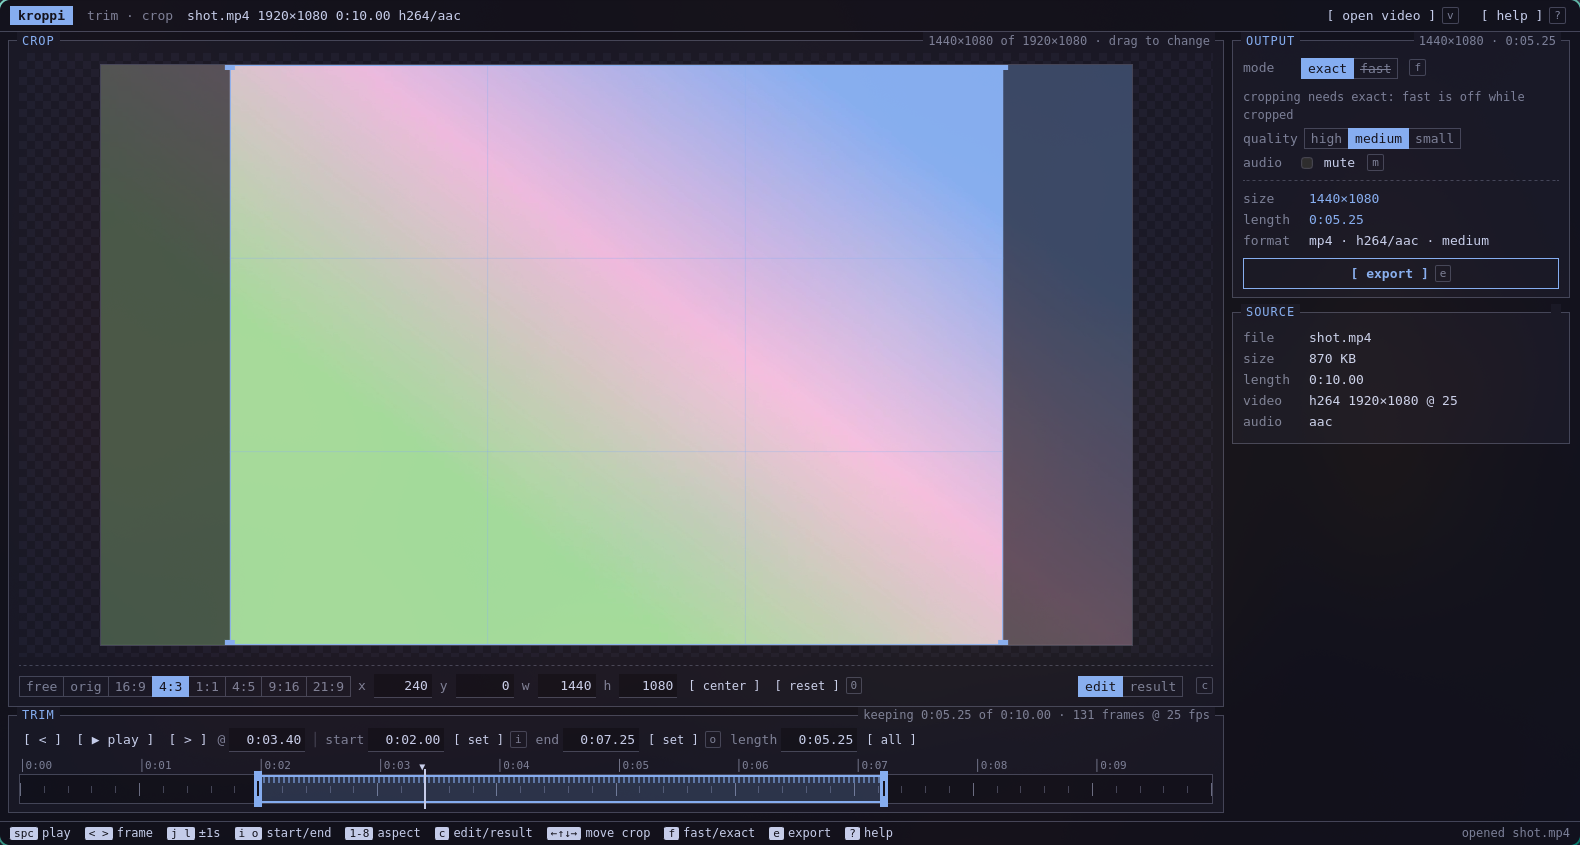 kroppi trim · crop shot.mp4 1920×1080 0:10.00 h264/aac [ open video ] v [ help ] ?
CROP 1440×1080 of 1920×1080 · drag to change
free orig 16:9 4:3 1:1 4:5 9:16 21:9 x 240 y 0 w 1440 h 1080 [ center ] [ reset ] 0 edit result c
TRIM keeping 0:05.25 of 0:10.00 · 131 frames @ 25 fps
[ < ] [ ▶ play ] [ > ] @ 0:03.40 start 0:02.00 [ set ] i end 0:07.25 [ set ] o length 0:05.25 [ all ]
0:00 0:01 0:02 0:03 0:04 0:05 0:06 0:07 0:08 0:09
OUTPUT 1440×1080 · 0:05.25
mode exact fast f
cropping needs exact: fast is off while
cropped
quality high medium small
audio mute m
size 1440×1080
length 0:05.25
format mp4 · h264/aac · medium
[ export ] e
SOURCE
file shot.mp4
size 870 KB
length 0:10.00
video h264 1920×1080 @ 25
audio aac
spc play < > frame j l ±1s i o start/end 1-8 aspect c edit/result ←↑↓→ move crop f fast/exact e export ? help opened shot.mp4